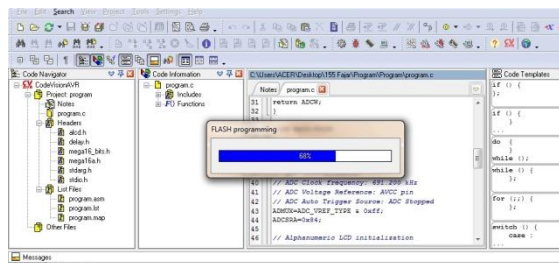 File Edit Search View Project Tools Settings Help
Code Navigator
CodeVisionAVR
Project: program
Notes
program.c
Headers
alcd.h
delay.h
mega16_bits.h
mega16a.h
stdarg.h
stdio.h
List Files
program.asm
program.lst
program.map
Other Files
Code Information
program.c
Includes
Functions
C:\Users\ACER\Desktop\155.Fajar\Program\Program\program.c
Notes program.c
31 return ADCW;
32 }
FLASH programming
68%
40 // ADC Clock frequency: 691.200 kHz
41 // ADC Voltage Reference: AVCC pin
42 // ADC Auto Trigger Source: ADC Stopped
43 ADMUX=ADC_VREF_TYPE & 0xff;
44 ADCSRA=0x84;
45
46 // Alphanumeric LCD initialization
Code Templates
if () {
};
if () {
}
...
do {
}
while ();
while () {
};
for (;;) {
};
switch () {
case :
...
Messages